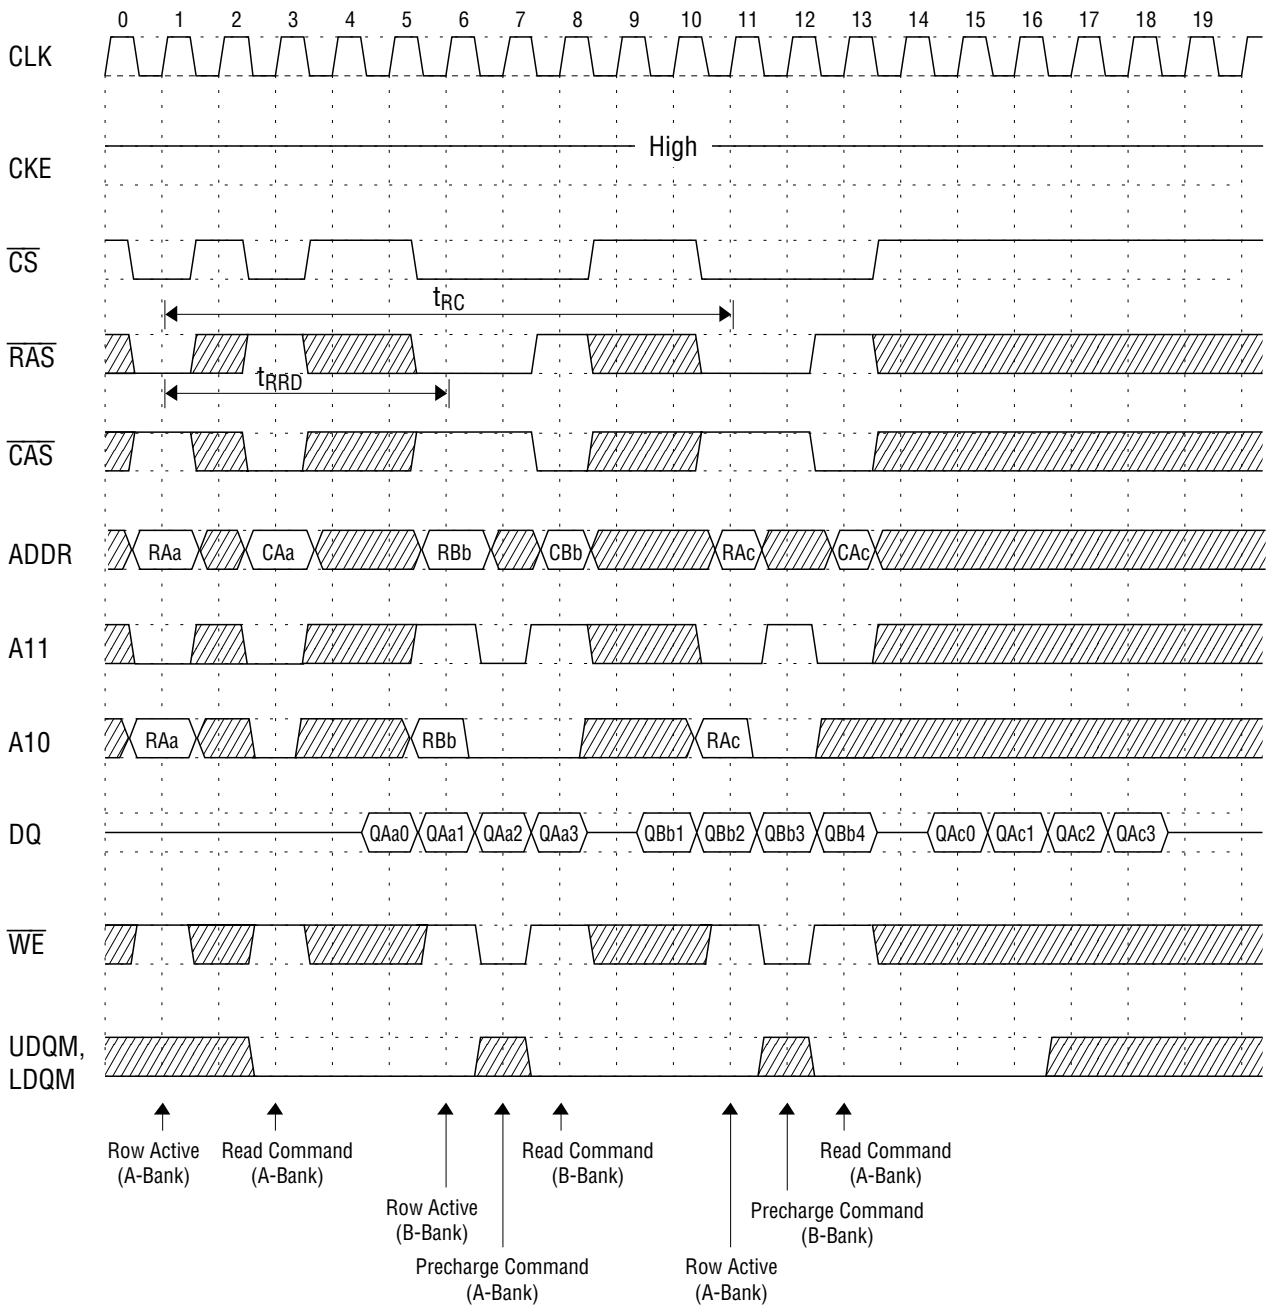 0 1 2 3 4 5 6 7 8 9 10 11 12 13 14 15 16 17 18 19
CLK
High
CKE
CS
tRC
RAS
tRRD
CAS
ADDR RAa CAa RBb CBb RAc CAc
A11
A10 RAa RBb RAc
DQ QAa0 QAa1 QAa2 QAa3 QBb1 QBb2 QBb3 QBb4 QAc0 QAc1 QAc2 QAc3
WE
UDQM,
LDQM
Row Active
(A-Bank)
Read Command
(A-Bank)
Row Active
(B-Bank)
Precharge Command
(A-Bank)
Read Command
(B-Bank)
Row Active
(A-Bank)
Precharge Command
(B-Bank)
Read Command
(A-Bank)